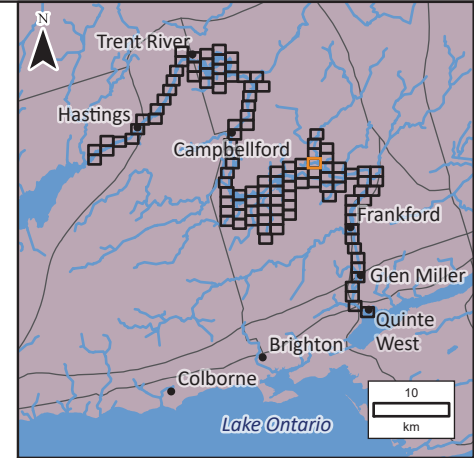 N
Trent River
Hastings
Campbellford
Frankford
Glen Miller
Quinte
West
Brighton
Colborne
Lake Ontario
10
km